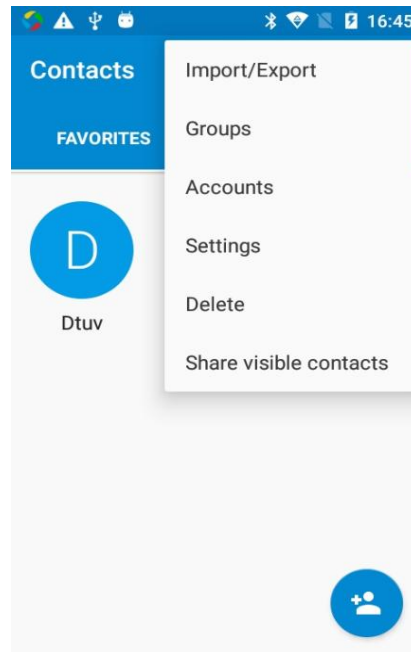 16:45
Contacts
FAVORITES
Import/Export
Groups
Accounts
Settings
Delete
Share visible contacts
D
Dtuv